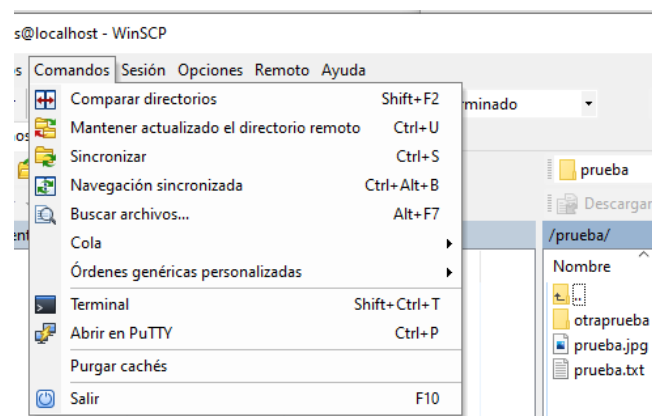 s@localhost - WinSCP
s Comandos Sesión Opciones Remoto Ayuda
Comparar directorios Shift+F2
rminado
Mantener actualizado el directorio remoto Ctrl+U
Sincronizar Ctrl+S
prueba
Navegación sincronizada Ctrl+Alt+B
Descargar
Buscar archivos... Alt+F7
Cola
/prueba/
Órdenes genéricas personalizadas
Nombre
..
Terminal Shift+Ctrl+T
otraprueba
Abrir en PuTTY Ctrl+P
prueba.jpg
Purgar cachés
prueba.txt
Salir F10